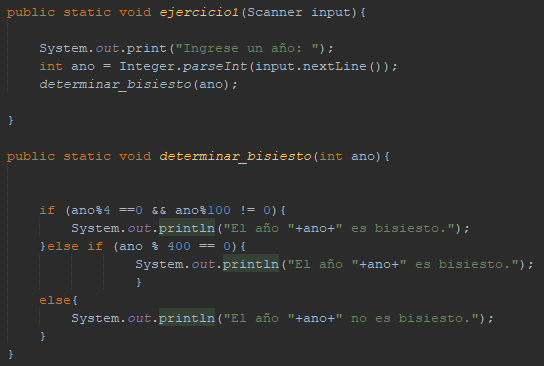 public static void ejercicio1(Scanner input){
System.out.print("Ingrese un año: ");
int ano = Integer.parseInt(input.nextLine());
determinar_bisiesto(ano);
}
public static void determinar_bisiesto(int ano){
if (ano%4 ==0 && ano%100 != 0){
System.out.println("El año "+ano+" es bisiesto.");
}else if (ano % 400 == 0){
System.out.println("El año "+ano+" es bisiesto.");
}
else{
System.out.println("El año "+ano+" no es bisiesto.");
}
}